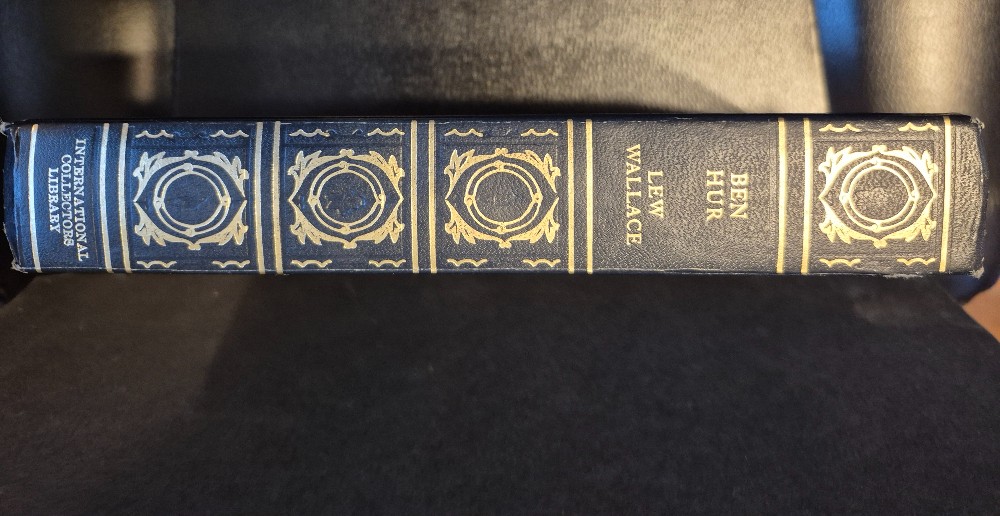 BEN
HUR
LEW
WALLACE
INTERNATIONAL
COLLECTORS
LIBRARY